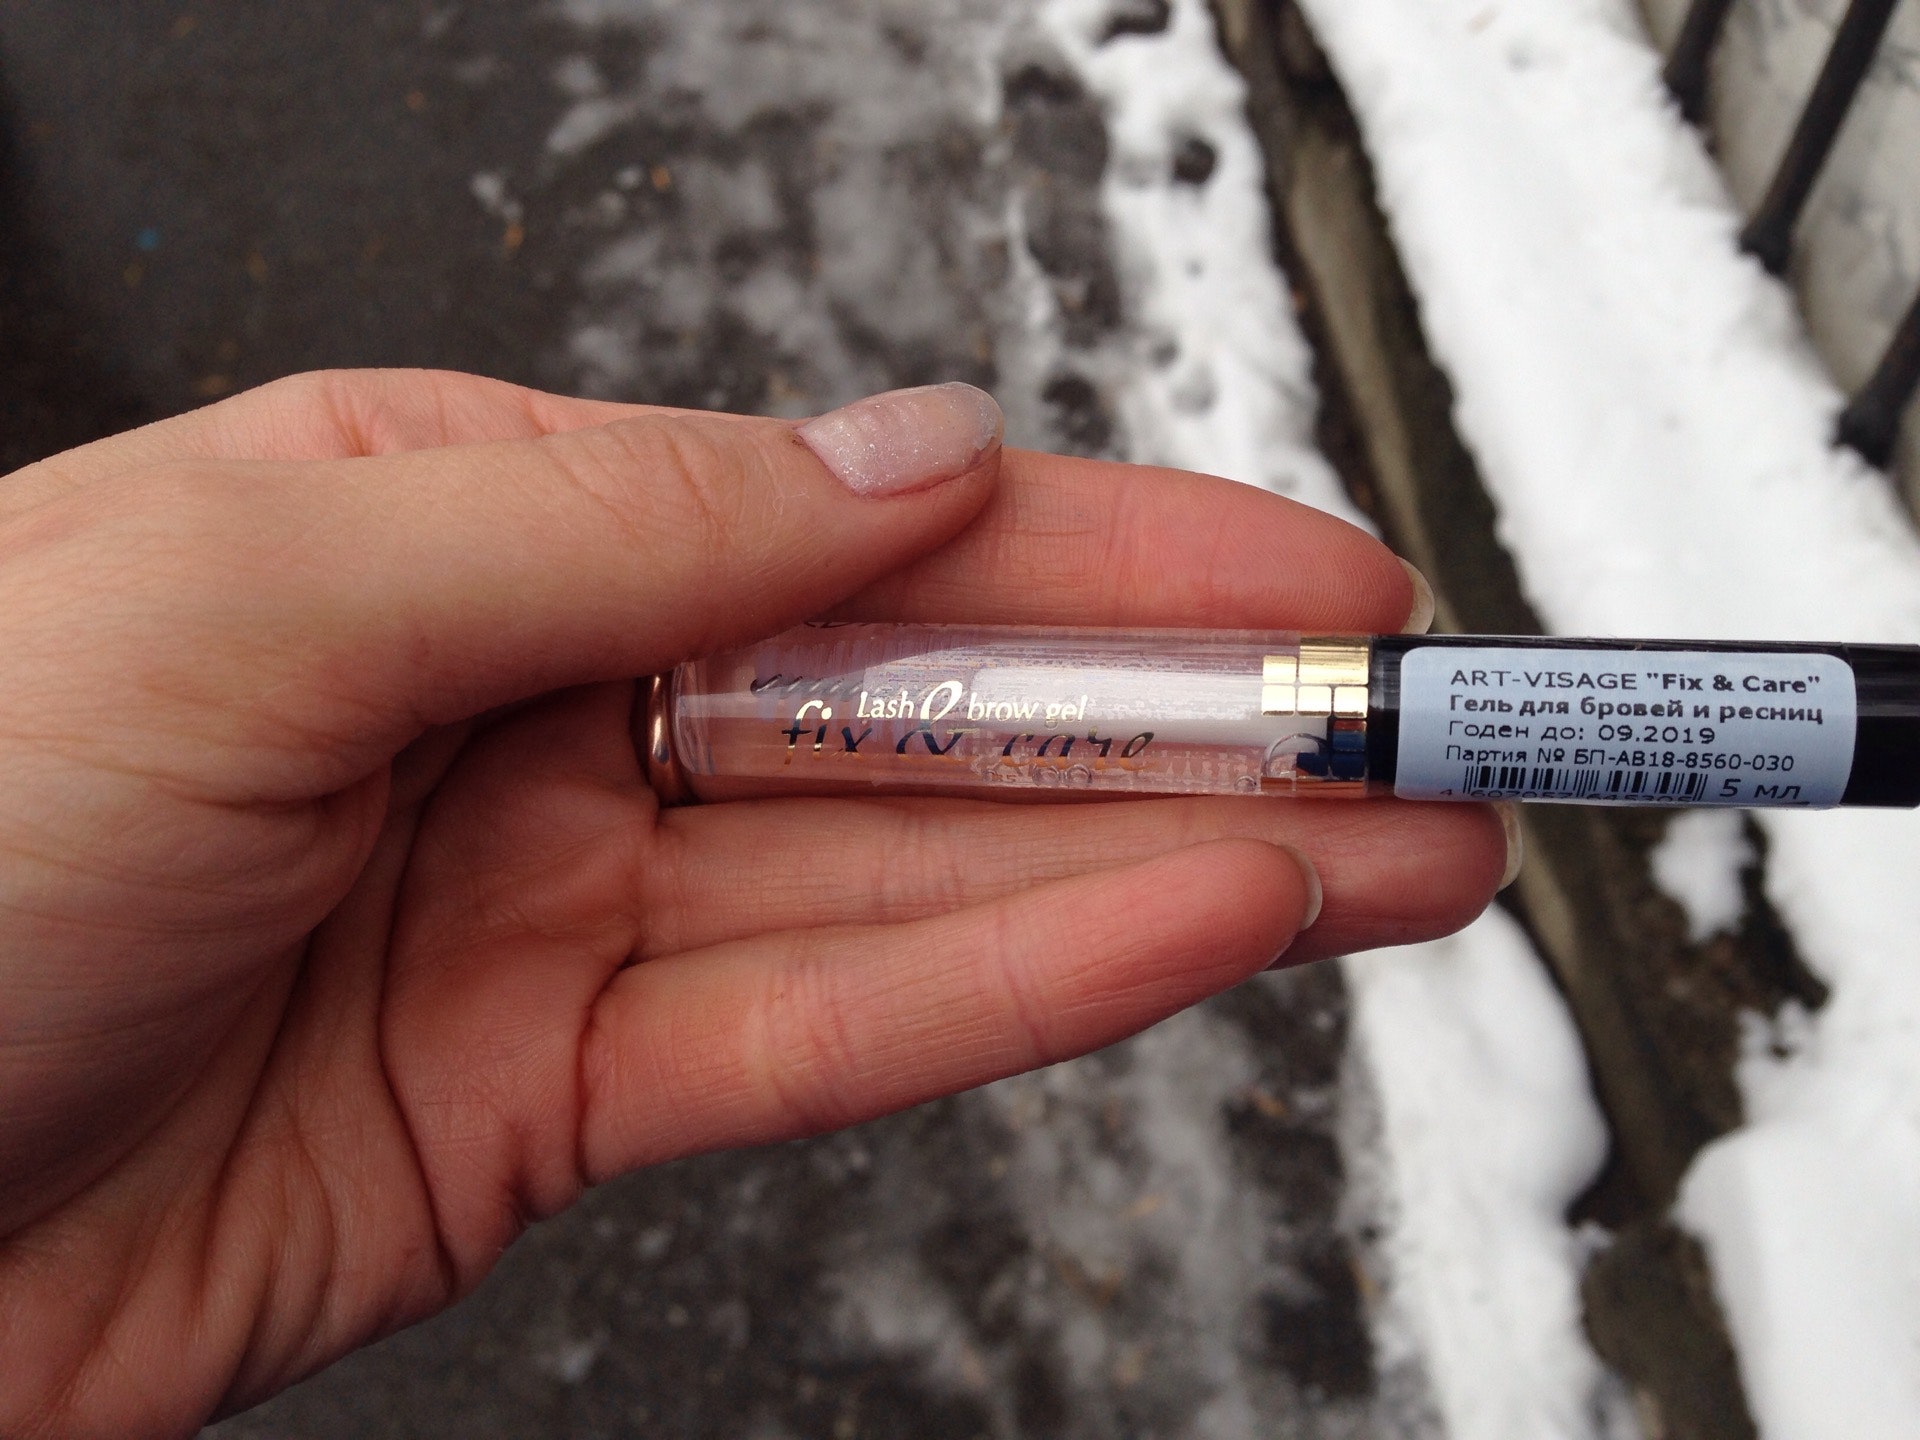 Lash & brow gel
fix & care
ART-VISAGE "Fix & Care"
Гель для бровей и ресниц
Годен до: 09.2019
Партия № БП-АВ18-8560-030
5 мл